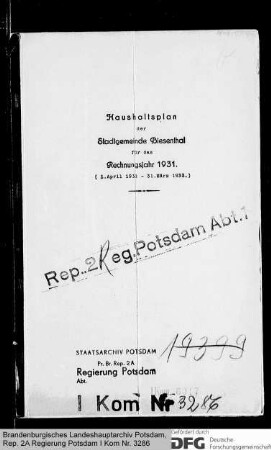 Haushaltsplan
der
Stadtgemeinde Biesenthal
für das
Rechnungsjahr 1931.
(1.April 1931 - 31.März 1932.)
Rep. 2 Reg. Potsdam Abt. 1
STAATSARCHIV POTSDAM
Pr. Br. Rep. 2 A
Regierung Potsdam
Abt.
19399
I Kom Nr 3286
Brandenburgisches Landeshauptarchiv Potsdam,
Rep. 2A Regierung Potsdam I Kom Nr. 3286
Gefördert durch
DFG Deutsche
Forschungsgemeinschaft